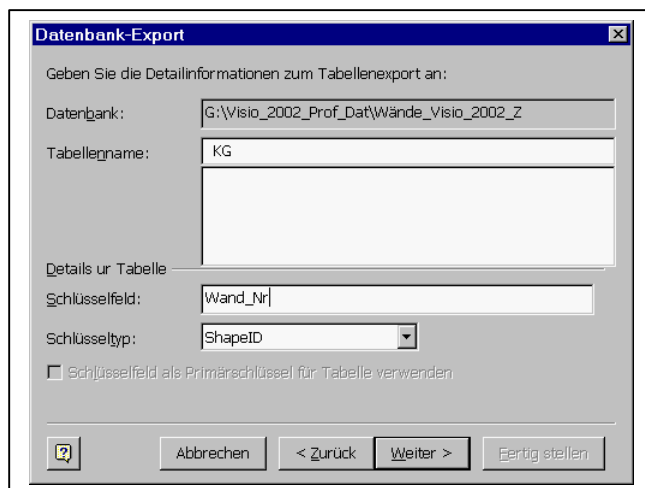 Datenbank-Export
Geben Sie die Detailinformationen zum Tabellenexport an:
Datenbank: G:\Visio_2002_Prof_Dat\Wände_Visio_2002_Z
Tabellenname: KG
Details ur Tabelle
Schlüsselfeld: Wand_Nr
Schlüsseltyp: ShapeID
Schlüsselfeld als Primärschlüssel für Tabelle verwenden
Abbrechen < Zurück Weiter > Fertig stellen